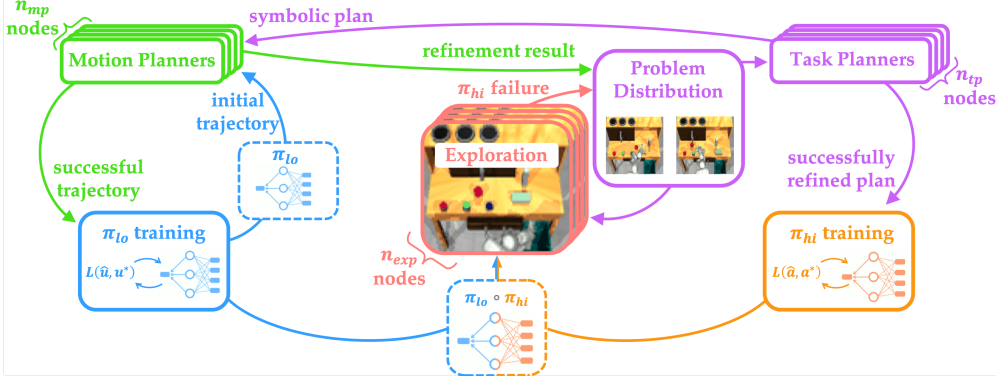 n_mp
nodes
symbolic plan
Motion Planners
refinement result
Problem
Distribution
Task Planners
n_tp
nodes
π_hi failure
initial
trajectory
Exploration
π_lo
successful
trajectory
successfully
refined plan
π_lo training
L(û, u*)
n_exp
nodes
π_hi training
L(â, a*)
π_lo ∘ π_hi